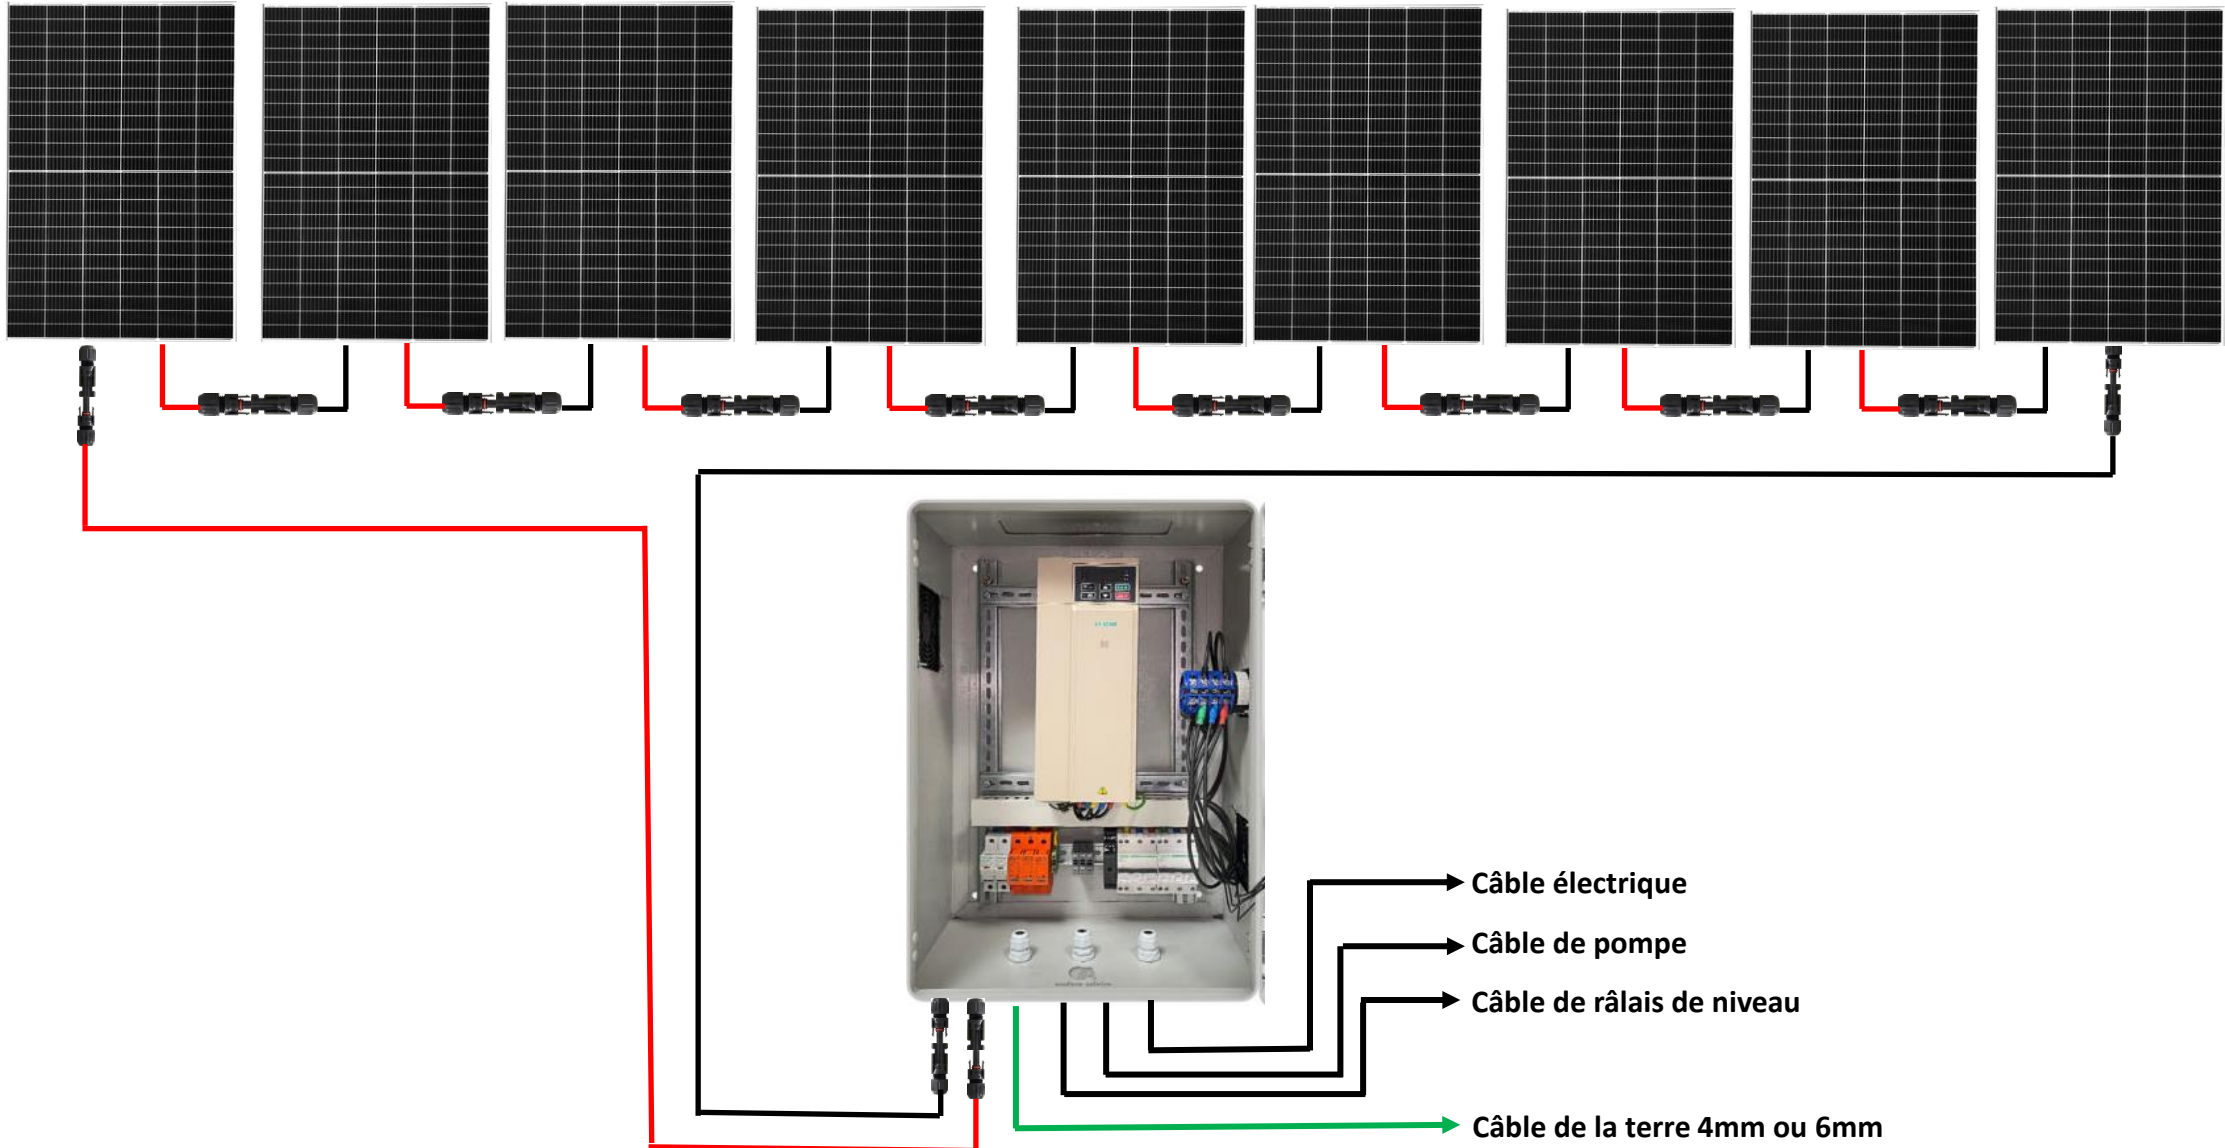 Câble électrique
Câble de pompe
Câble de râlais de niveau
Câble de la terre 4mm ou 6mm